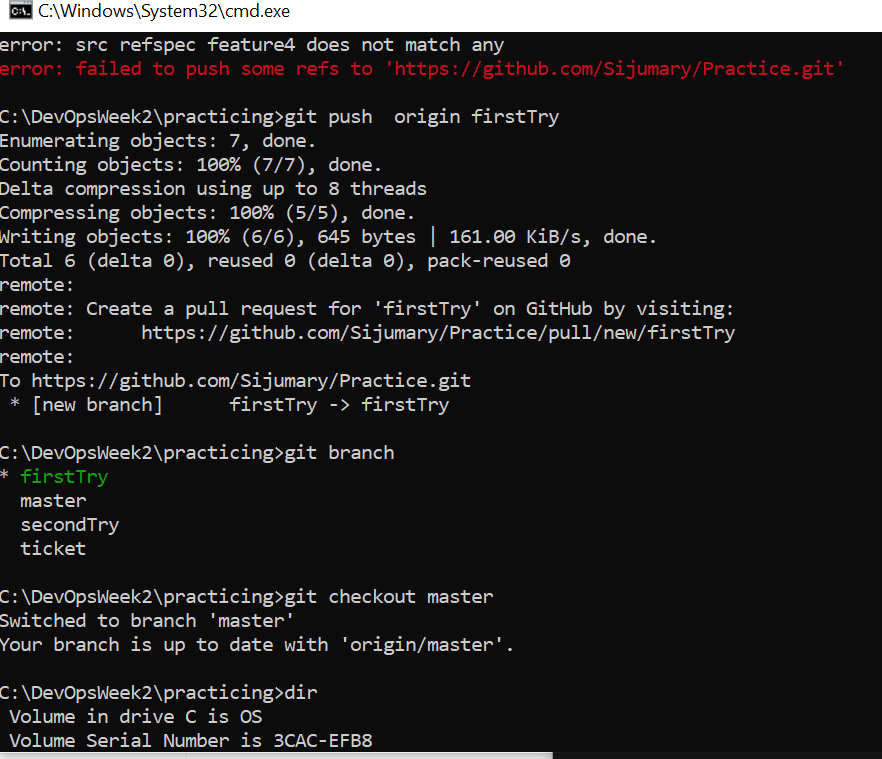 C:\Windows\System32\cmd.exe
error: src refspec feature4 does not match any
error: failed to push some refs to 'https://github.com/Sijumary/Practice.git'
C:\DevOpsWeek2\practicing>git push  origin firstTry
Enumerating objects: 7, done.
Counting objects: 100% (7/7), done.
Delta compression using up to 8 threads
Compressing objects: 100% (5/5), done.
Writing objects: 100% (6/6), 645 bytes | 161.00 KiB/s, done.
Total 6 (delta 0), reused 0 (delta 0), pack-reused 0
remote:
remote: Create a pull request for 'firstTry' on GitHub by visiting:
remote:      https://github.com/Sijumary/Practice/pull/new/firstTry
remote:
To https://github.com/Sijumary/Practice.git
 * [new branch]      firstTry -> firstTry
C:\DevOpsWeek2\practicing>git branch
* firstTry
  master
  secondTry
  ticket
C:\DevOpsWeek2\practicing>git checkout master
Switched to branch 'master'
Your branch is up to date with 'origin/master'.
C:\DevOpsWeek2\practicing>dir
 Volume in drive C is OS
 Volume Serial Number is 3CAC-EFB8